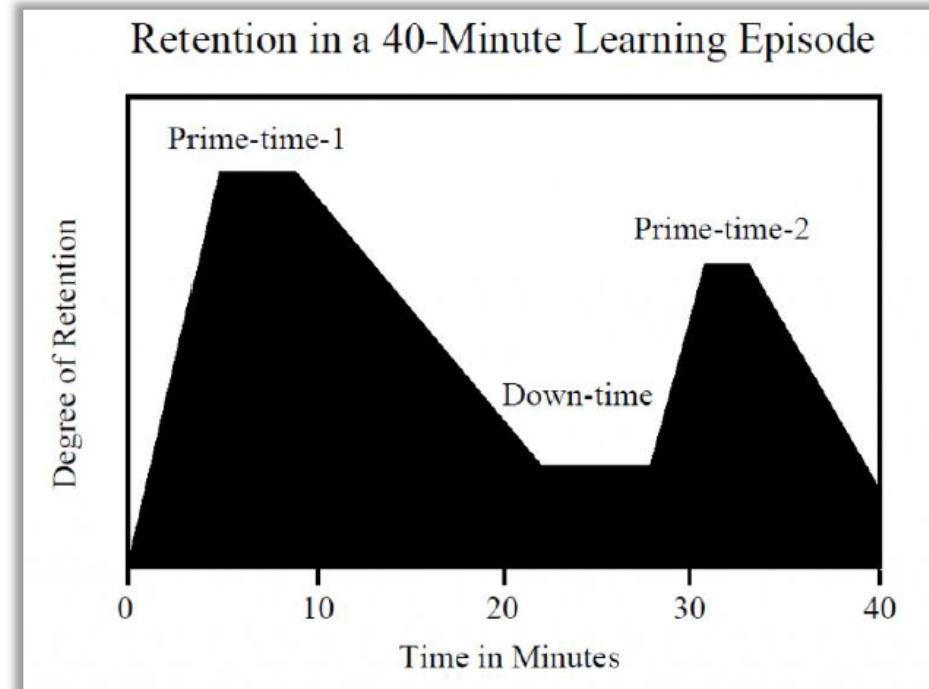 Retention in a 40-Minute Learning Episode
Prime-time-1
Prime-time-2
Down-time
Degree of Retention
0 10 20 30 40
Time in Minutes